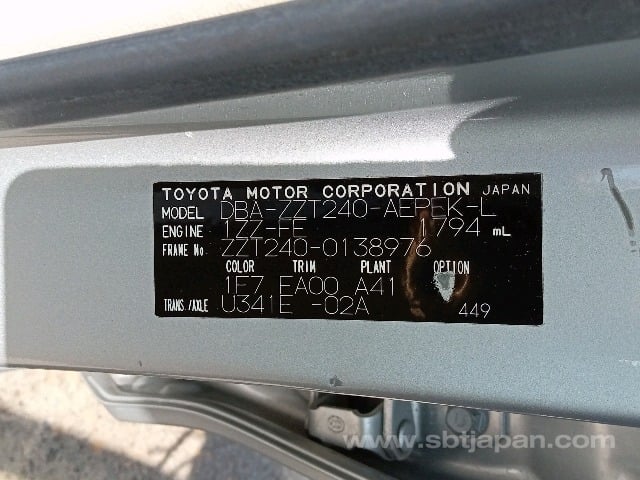 TOYOTA MOTOR CORPORATION JAPAN
MODEL DBA-ZZT240-AEPEK-L
ENGINE 1ZZ-FE 1794 mL
FRAME No ZZT240-0138976
COLOR TRIM PLANT OPTION
1F7 EA00 A41
TRANS./AXLE U341E -02A 449
www.sbtjapan.com